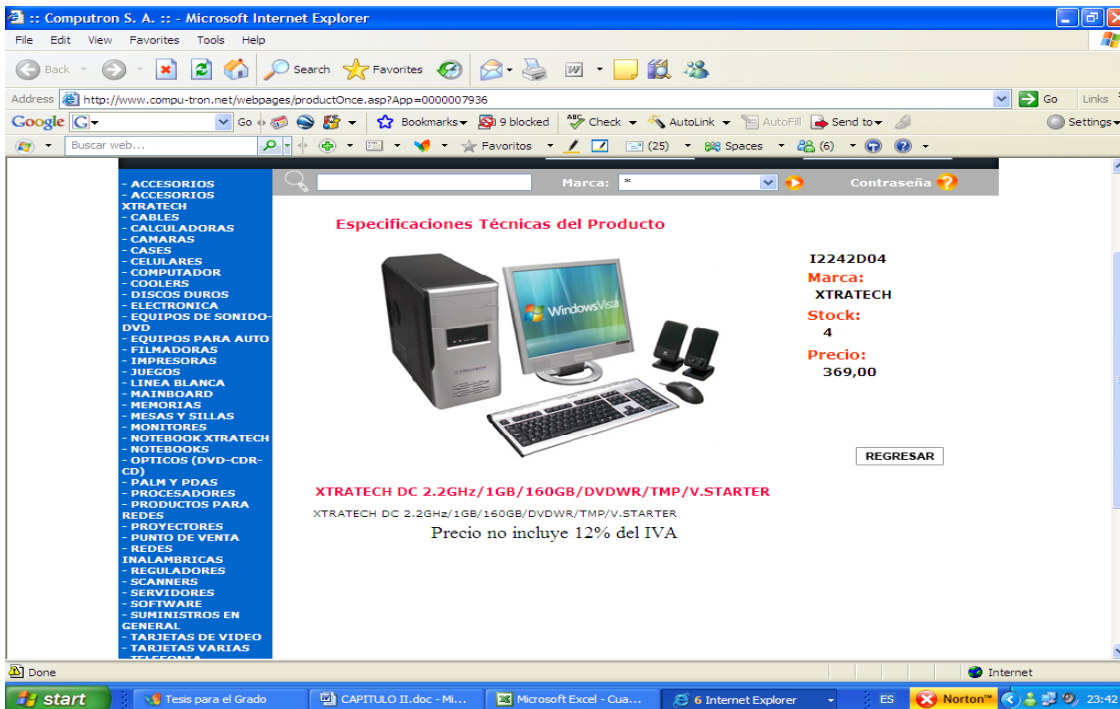 :: Computron S. A. :: - Microsoft Internet Explorer
File Edit View Favorites Tools Help
Back Search Favorites
Address http://www.compu-tron.net/webpages/productOnce.asp?App=0000007936 Go Links
Google G Go Bookmarks 9 blocked ABC Check AutoLink AutoFill Send to Settings
Buscar web... Favoritos (25) Spaces (6)
Marca: * Contraseña
- ACCESORIOS
- ACCESORIOS
XTRATECH
- CABLES
- CALCULADORAS
- CAMARAS
- CASES
- CELULARES
- COMPUTADOR
- COOLERS
- DISCOS DUROS
- ELECTRONICA
- EQUIPOS DE SONIDO-
DVD
- EQUIPOS PARA AUTO
- FILMADORAS
- IMPRESORAS
- JUEGOS
- LINEA BLANCA
- MAINBOARD
- MEMORIAS
- MESAS Y SILLAS
- MONITORES
- NOTEBOOK XTRATECH
- NOTEBOOKS
- OPTICOS (DVD-CDR-
CD)
- PALM Y PDAS
- PROCESADORES
- PRODUCTOS PARA
REDES
- PROYECTORES
- PUNTO DE VENTA
- REDES
INALAMBRICAS
- REGULADORES
- SCANNERS
- SERVIDORES
- SOFTWARE
- SUMINISTROS EN
GENERAL
- TARJETAS DE VIDEO
- TARJETAS VARIAS
Especificaciones Técnicas del Producto
WindowsVista
I2242D04
Marca:
XTRATECH
Stock:
4
Precio:
369,00
REGRESAR
XTRATECH DC 2.2GHz/1GB/160GB/DVDWR/TMP/V.STARTER
XTRATECH DC 2.2GHz/1GB/160GB/DVDWR/TMP/V.STARTER
Precio no incluye 12% del IVA
Done Internet
start Tesis para el Grado CAPITULO II.doc - Mi... Microsoft Excel - Cua... 6 Internet Explorer ES Norton™ 23:42